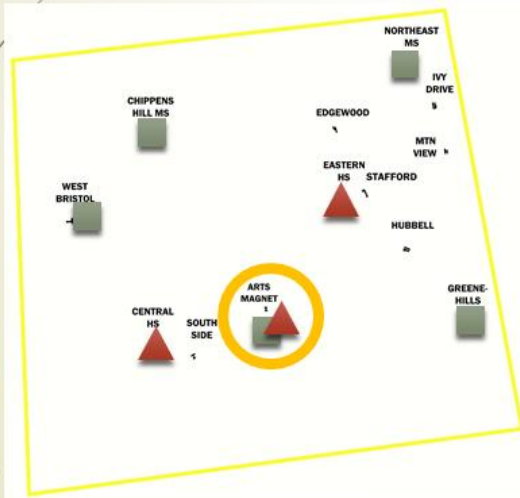 NORTHEAST
MS
IVY
DRIVE
CHIPPENS
HILL MS
EDGEWOOD
MTN
VIEW
EASTERN
HS
STAFFORD
WEST
BRISTOL
HUBBELL
ARTS
MAGNET
GREENE-
HILLS
CENTRAL
HS
SOUTH
SIDE